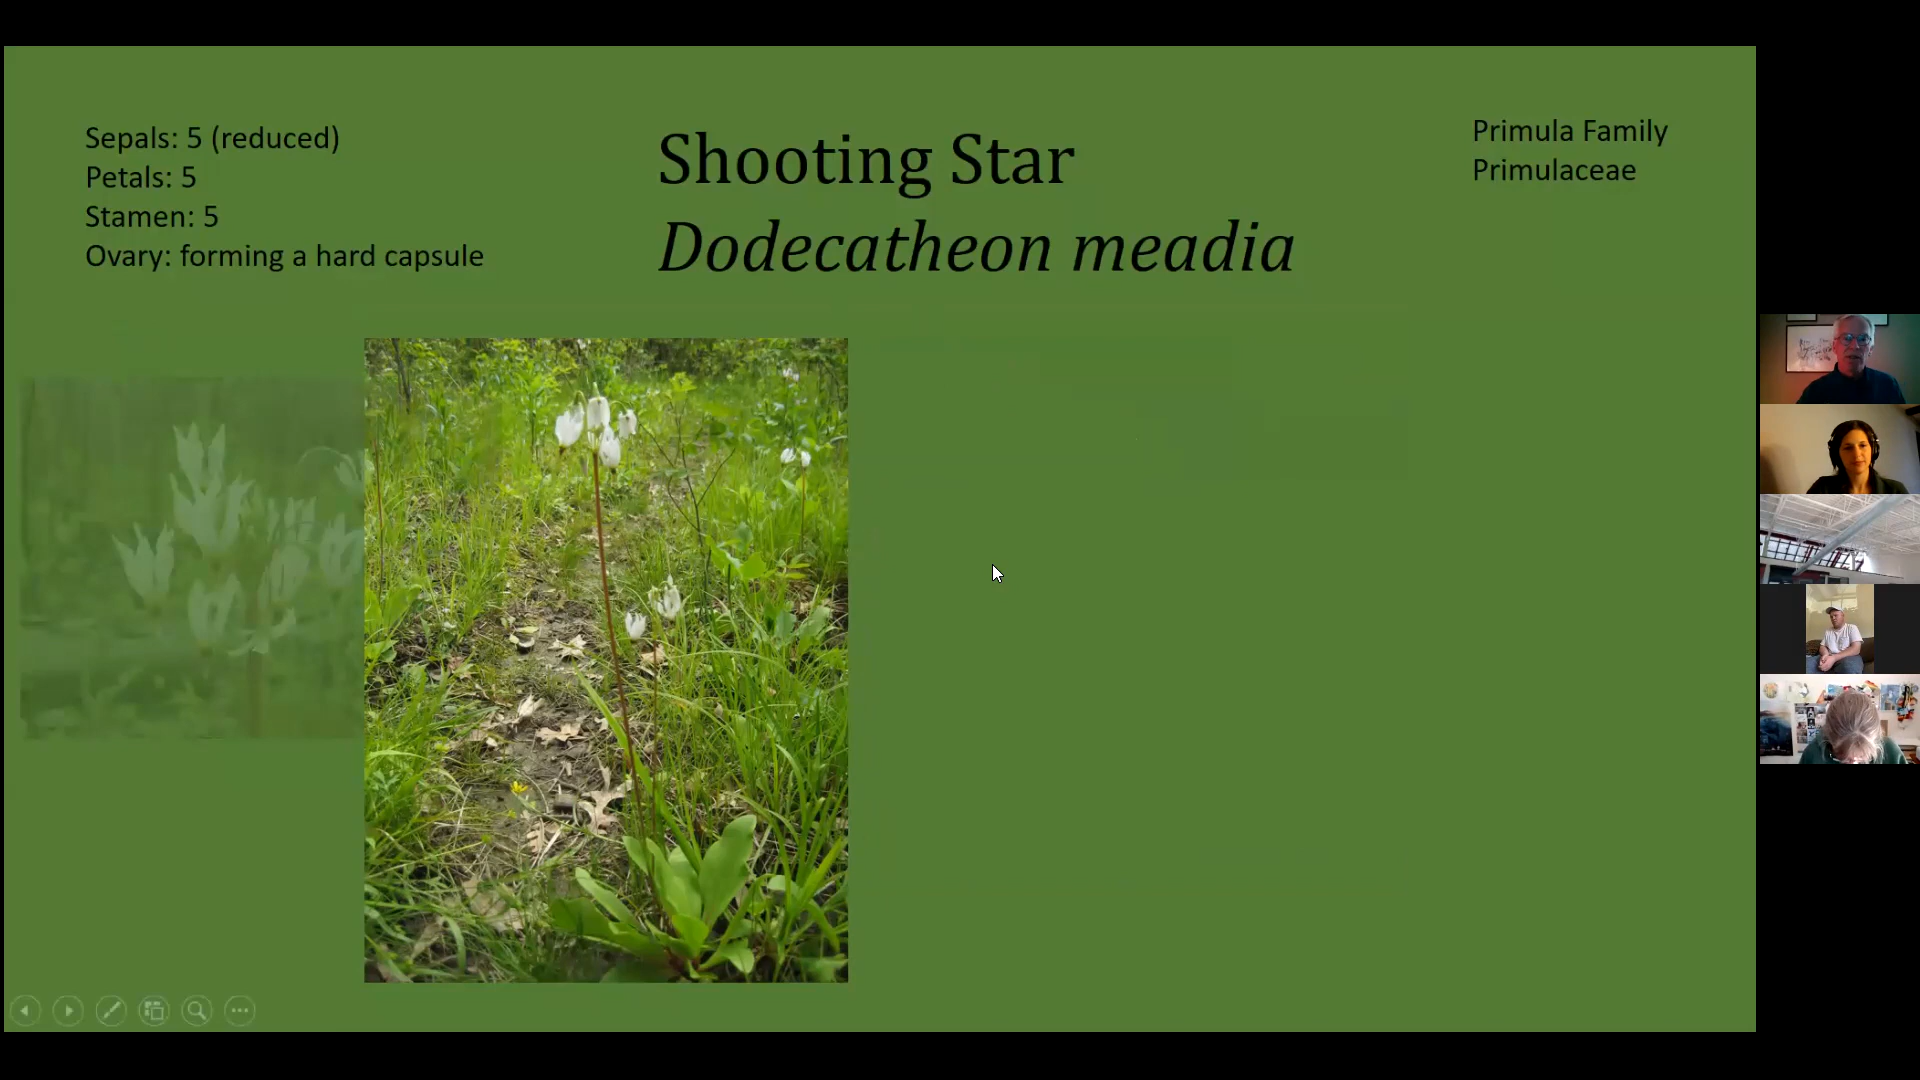 Sepals: 5 (reduced)
Petals: 5
Stamen: 5
Ovary: forming a hard capsule
Shooting Star
Dodecatheon meadia
Primula Family
Primulaceae